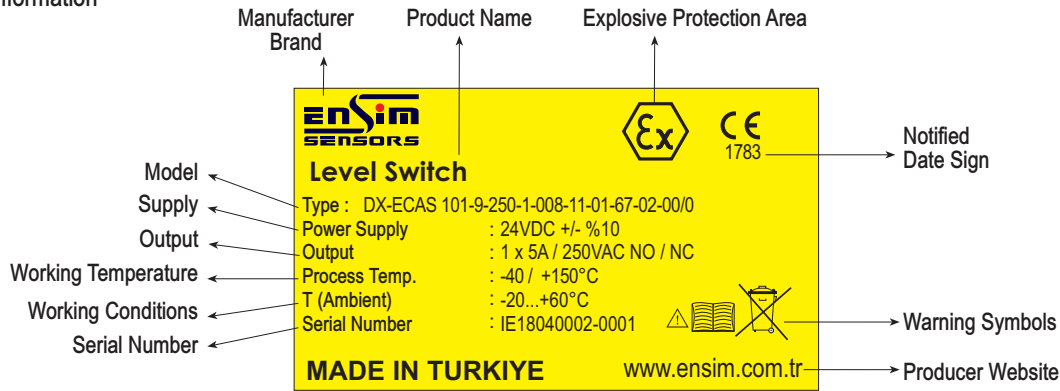 Manufacturer
Brand
Product Name
Explosive Protection Area
EnSim
SENSORS
Ex
CE
1783
Notified
Date Sign
Level Switch
Model
Type : DX-ECAS 101-9-250-1-008-11-01-67-02-00/0
Supply
Power Supply : 24VDC +/- %10
Output
Output : 1 x 5A / 250VAC NO / NC
Working Temperature
Process Temp. : -40 / +150°C
Working Conditions
T (Ambient) : -20...+60°C
Serial Number
Serial Number : IE18040002-0001
Warning Symbols
MADE IN TURKIYE
www.ensim.com.tr
Producer Website